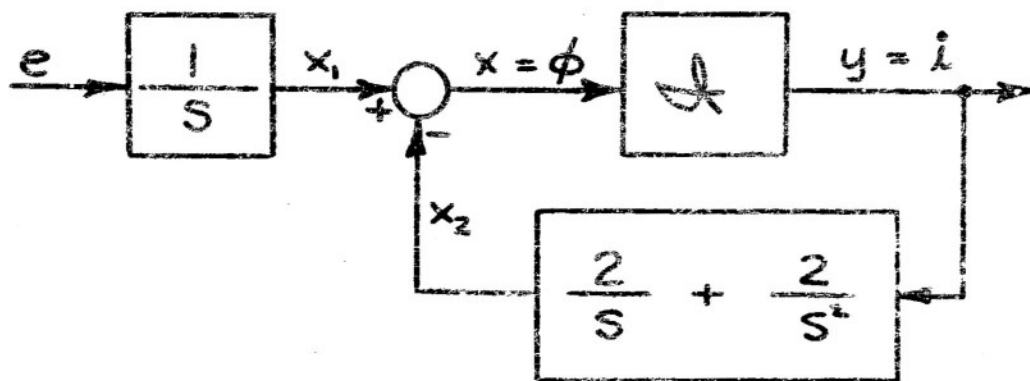 e
1
S
x₁
+
-
x = ϕ
y = i
x₂
2
S
+
2
S²